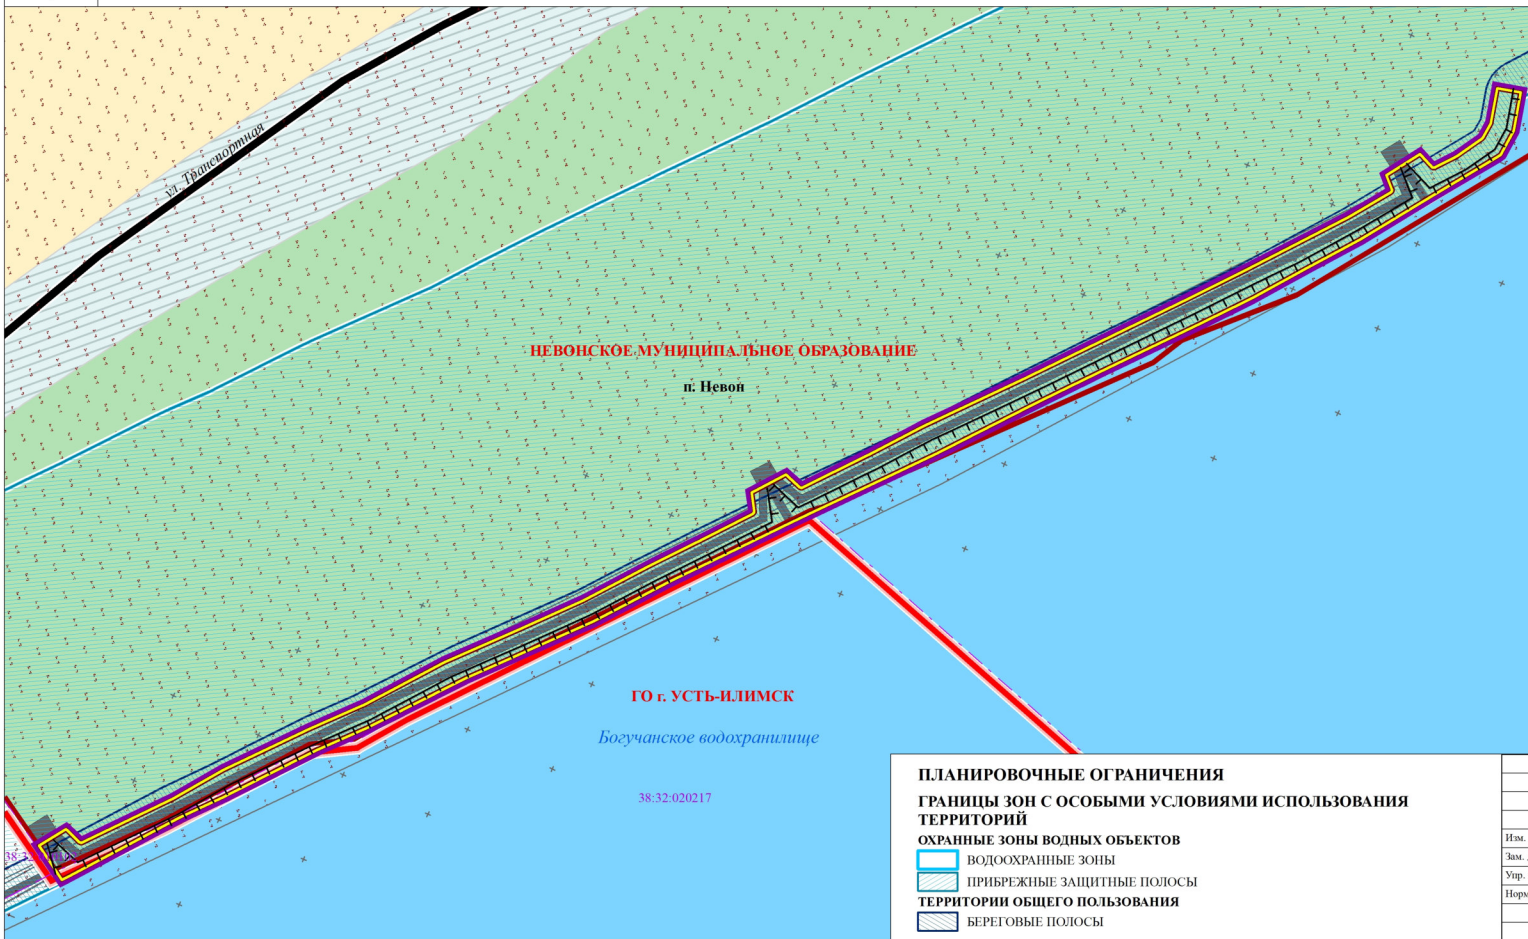 ул. Транспортная
НЕВОНСКОЕ МУНИЦИПАЛЬНОЕ ОБРАЗОВАНИЕ
п. Невон
ГО г. УСТЬ-ИЛИМСК
Богучанское водохранилище
38:32:020217
ПЛАНИРОВОЧНЫЕ ОГРАНИЧЕНИЯ
ГРАНИЦЫ ЗОН С ОСОБЫМИ УСЛОВИЯМИ ИСПОЛЬЗОВАНИЯ
ТЕРРИТОРИЙ
ОХРАННЫЕ ЗОНЫ ВОДНЫХ ОБЪЕКТОВ
ВОДООХРАННЫЕ ЗОНЫ
ПРИБРЕЖНЫЕ ЗАЩИТНЫЕ ПОЛОСЫ
ТЕРРИТОРИИ ОБЩЕГО ПОЛЬЗОВАНИЯ
БЕРЕГОВЫЕ ПОЛОСЫ
Изм.
Зам.
Упр.
Норм